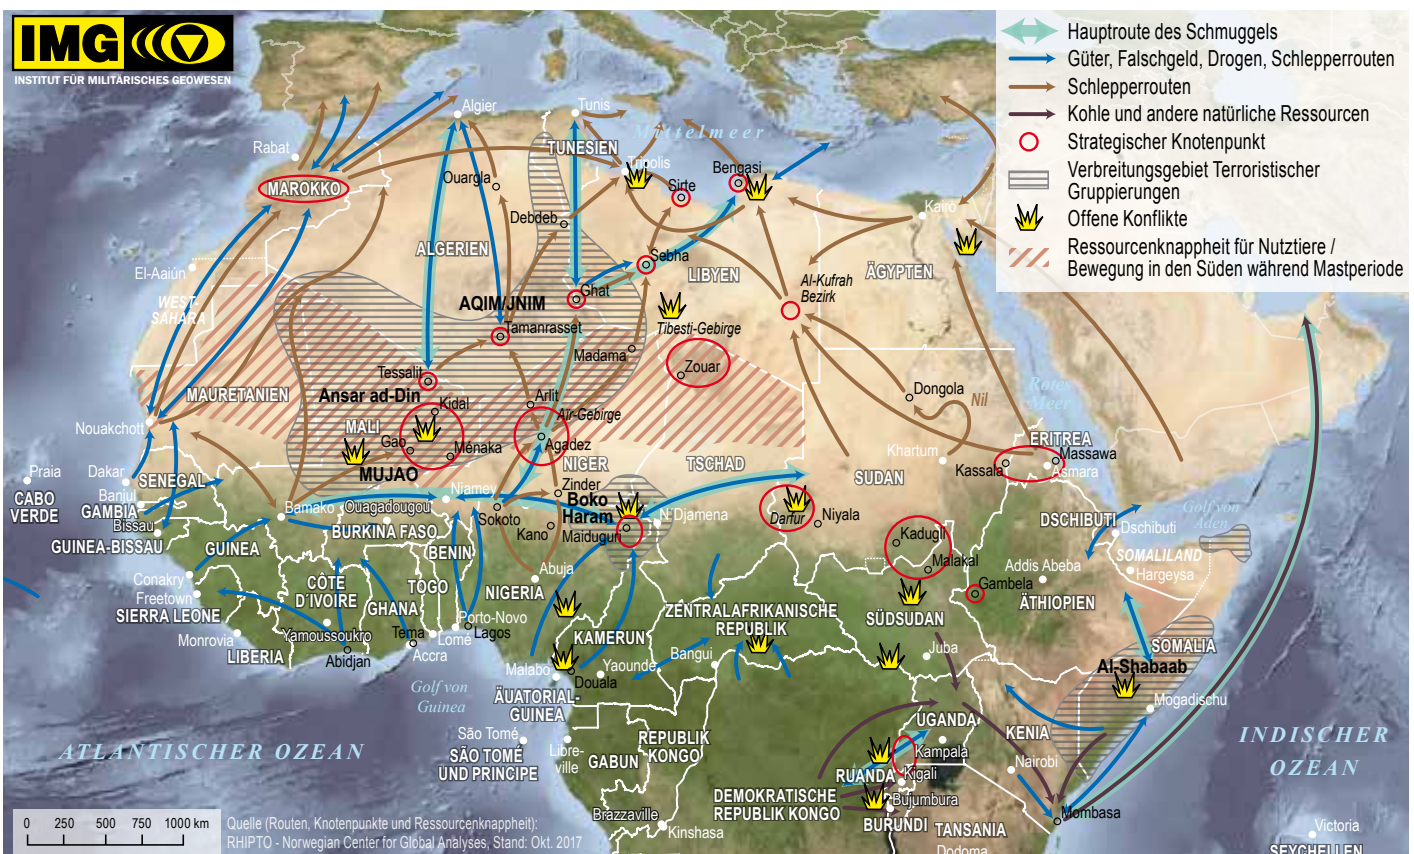 IMG
INSTITUT FÜR MILITÄRISCHES GEOWESEN
Hauptroute des Schmuggels
Güter, Falschgeld, Drogen, Schlepperrouten
Schlepperrouten
Kohle und andere natürliche Ressourcen
Strategischer Knotenpunkt
Verbreitungsgebiet Terroristischer
Gruppierungen
Offene Konflikte
Ressourcenknappheit für Nutztiere /
Bewegung in den Süden während Mastperiode
Algier
Tunis
Mittelmeer
Rabat
TUNESIEN
Tripolis
Bengasi
MAROKKO
Ouargla
Sirte
Debdeb
Kairo
ALGERIEN
Sebha
El-Aaiún
LIBYEN
ÄGYPTEN
Al-Kufrah
Bezirk
WEST-
SAHARA
AQIM/JNIM
Ghat
Tamanrasset
Tibesti-Gebirge
Madama
Zouar
Tessalit
MAURETANIEN
Ansar ad-Din
Arlit
Dongola
Nil
Rotes
Meer
Kidal
Aïr-Gebirge
Nouakchott
MALI
Gao
Ménaka
Agadez
Khartum
ERITREA
Massawa
Kassala
Asmara
Praia
CABO
VERDE
Dakar
SENEGAL
MUJAO
NIGER
TSCHAD
SUDAN
Banjul
GAMBIA
Bissau
GUINEA-BISSAU
Bamako
Ouagadougou
Niamey
Zinder
Boko
Haram
Sokoto
Kano
Maiduguri
N'Djamena
Darfur
Niyala
BURKINA FASO
BENIN
GUINEA
DSCHIBUTI
Dschibuti
Golf von
Aden
Kadugli
Malakal
SOMALILAND
Hargeysa
Conakry
Freetown
SIERRA LEONE
CÔTE
D´IVOIRE
TOGO
GHANA
Abuja
NIGERIA
Addis Abeba
Gambela
ÄTHIOPIEN
ZENTRALAFRIKANISCHE
REPUBLIK
SÜDSUDAN
Monrovia
LIBERIA
Yamoussoukro
Abidjan
Tema
Accra
Lomé
Porto-Novo
Lagos
KAMERUN
Malabo
Yaounde
Douala
Bangui
Juba
SOMALIA
Al-Shabaab
Mogadischu
Golf von
Guinea
ÄUATORIAL-
GUINEA
São Tomé
SÃO TOMÉ
UND PRINCIPE
Libre-
ville
GABUN
REPUBLIK
KONGO
UGANDA
Kampala
KENIA
Nairobi
ATLANTISCHER OZEAN
INDISCHER
OZEAN
RUANDA
Kigali
DEMOKRATISCHE
REPUBLIK KONGO
Bujumbura
BURUNDI
Mombasa
Brazzaville
Kinshasa
TANSANIA
Dodoma
Victoria
SEYCHELLEN
0 250 500 750 1000 km
Quelle (Routen, Knotenpunkte und Ressourcenknappheit):
RHIPTO - Norwegian Center for Global Analyses, Stand: Okt. 2017